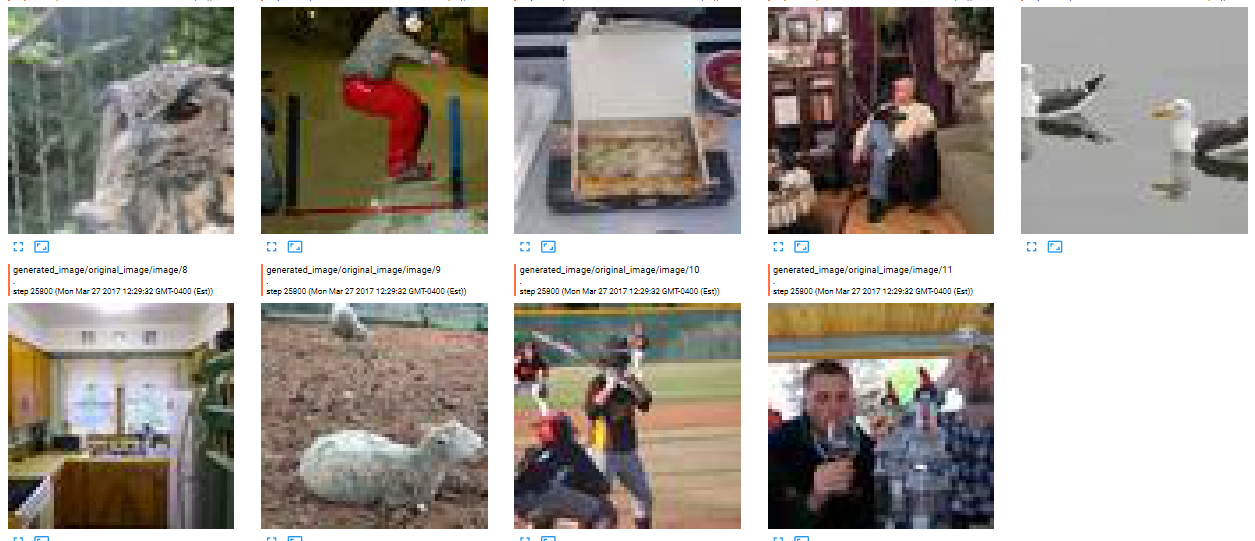 generated_image/original_image/image/8
generated_image/original_image/image/9
generated_image/original_image/image/10
generated_image/original_image/image/11
step 25800 (Mon Mar 27 2017 12:29:32 GMT-0400 (Est))
step 25800 (Mon Mar 27 2017 12:29:32 GMT-0400 (Est))
step 25800 (Mon Mar 27 2017 12:29:32 GMT-0400 (Est))
step 25800 (Mon Mar 27 2017 12:29:32 GMT-0400 (Est))